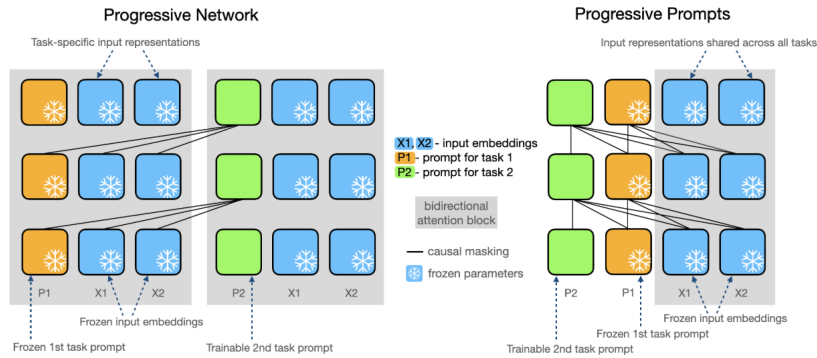 Progressive Network
Task-specific input representations
P1
X1
X2
P2
X1
X2
Frozen input embeddings
Frozen 1st task prompt
Trainable 2nd task prompt
X1, X2 - input embeddings
P1 - prompt for task 1
P2 - prompt for task 2
bidirectional
attention block
causal masking
frozen parameters
Progressive Prompts
Input representations shared across all tasks
P2
P1
X1
X2
Frozen input embeddings
Frozen 1st task prompt
Trainable 2nd task prompt